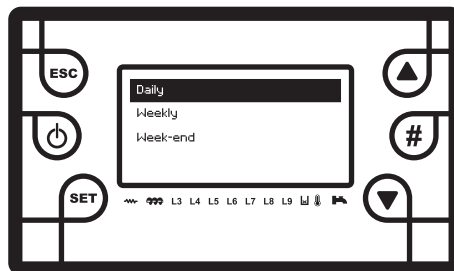 ESC
Daily
Weekly
Week-end
#
SET
L3 L4 L5 L6 L7 L8 L9